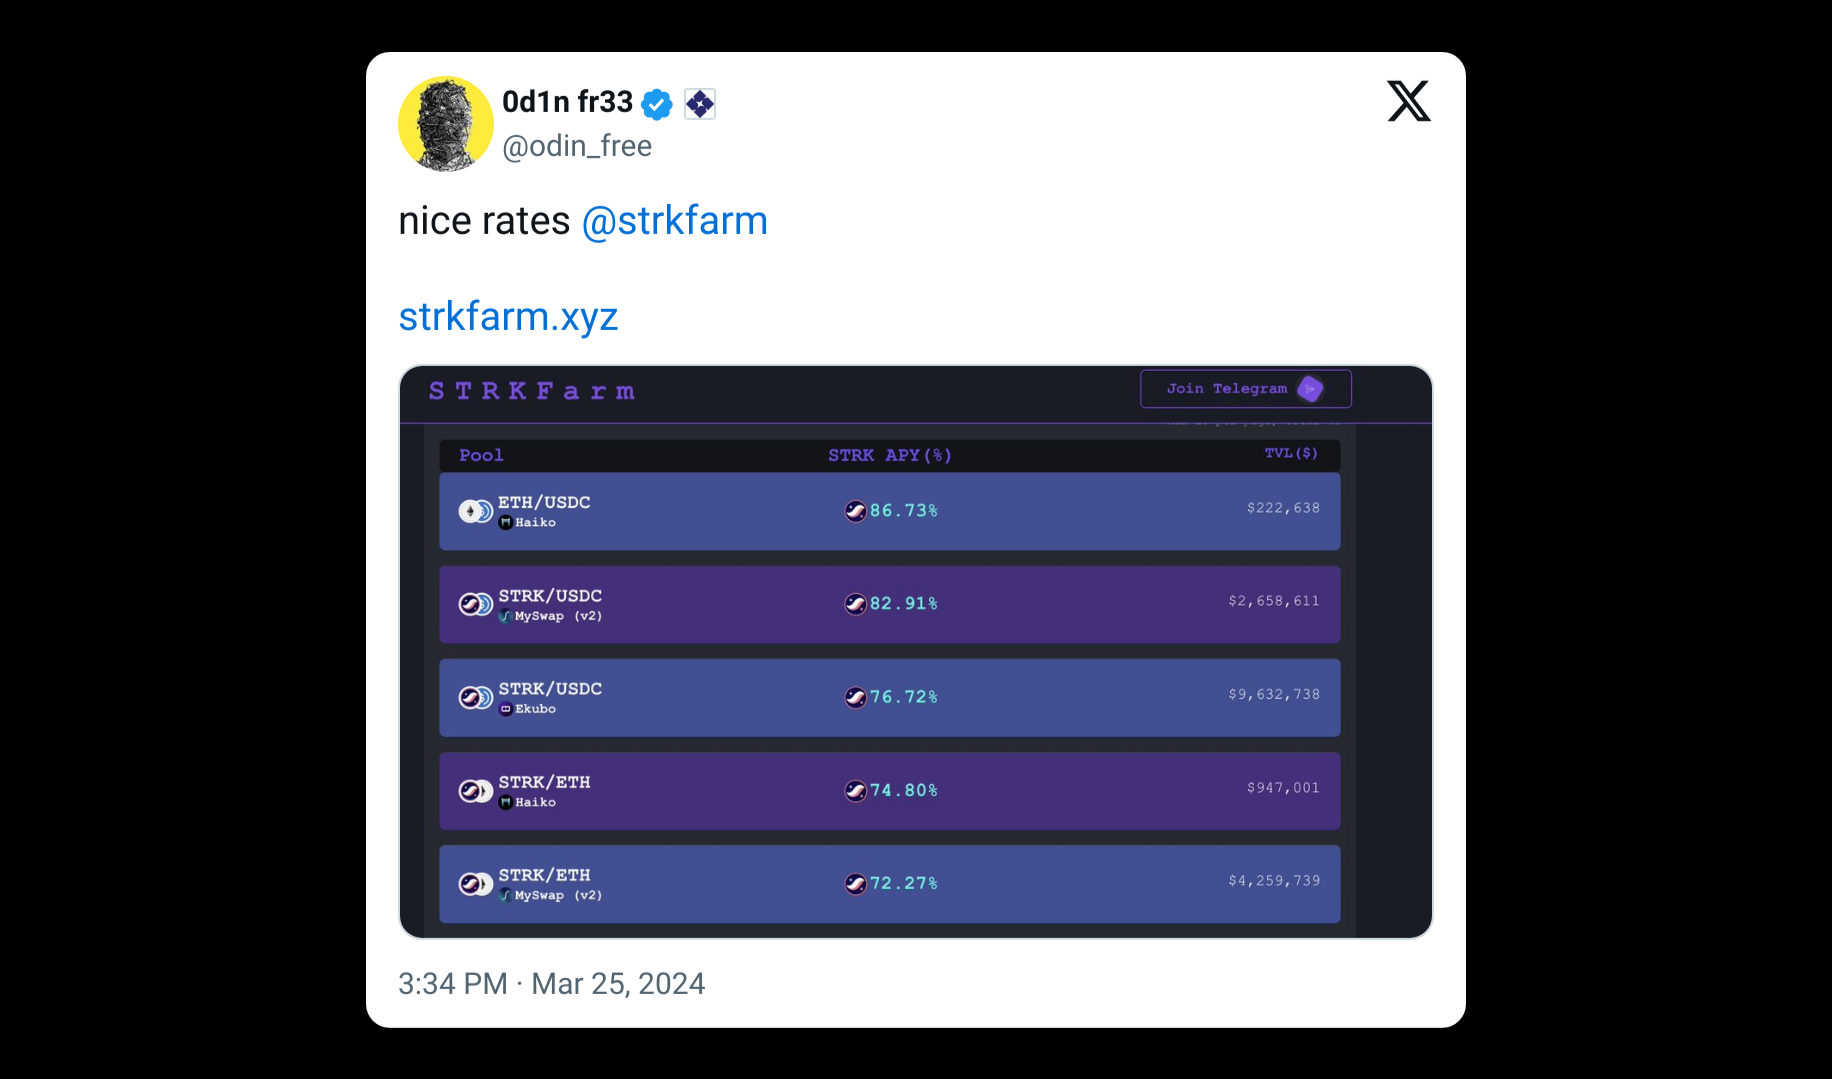 0d1n fr33
@odin_free
nice rates @strkfarm
strkfarm.xyz
STRKFarm
Join Telegram
Pool STRK APY(%) TVL($)
ETH/USDC
Haiko
86.73%
$222,638
STRK/USDC
MySwap (v2)
82.91%
$2,658,611
STRK/USDC
Ekubo
76.72%
$9,632,738
STRK/ETH
Haiko
74.80%
$947,001
STRK/ETH
MySwap (v2)
72.27%
$4,259,739
3:34 PM · Mar 25, 2024